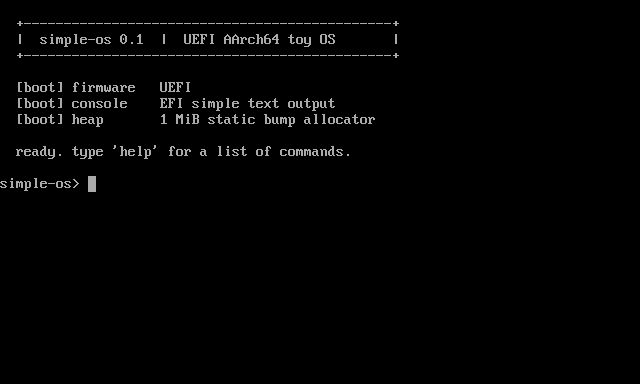 +----------------------------------------------+
|  simple-os 0.1  |  UEFI AArch64 toy OS       |
+----------------------------------------------+
[boot] firmware   UEFI
[boot] console    EFI simple text output
[boot] heap       1 MiB static bump allocator
ready. type 'help' for a list of commands.
simple-os>